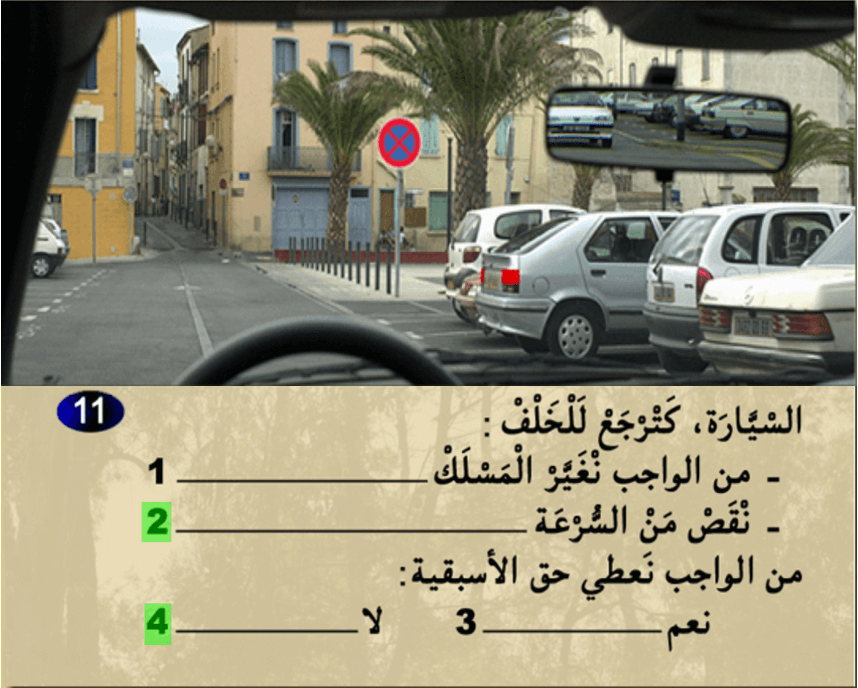 11
السْيَّارَة، كَتْرْجَعْ لَلْخَلْفْ :
- من الواجب نْغَيَّرْ الْمَسْلَكْ 1
- نْقَصْ مَنْ السُّرْعَة 2
من الواجب نَعطي حق الأسبقية:
نعم 3 لا 4